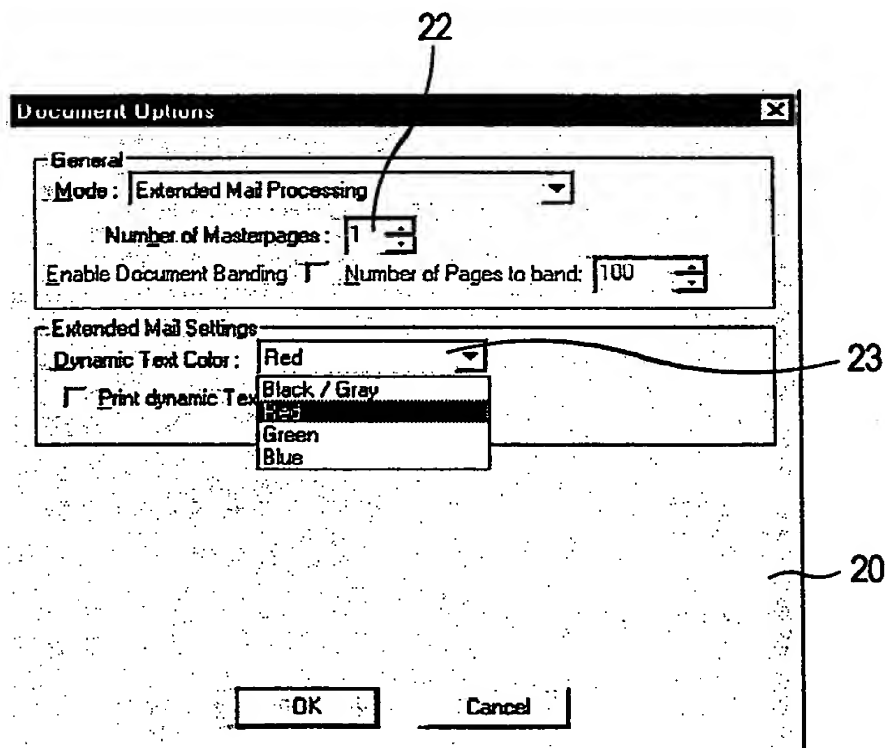 22
Document Options
General
Mode: Extended Mail Processing
Number of Masterpages: 1
Enable Document Banding Number of Pages to band: 100
Extended Mail Settings
Dynamic Text Color: Red
23
Print dynamic Tex
Black / Gray
Red
Green
Blue
20
OK Cancel